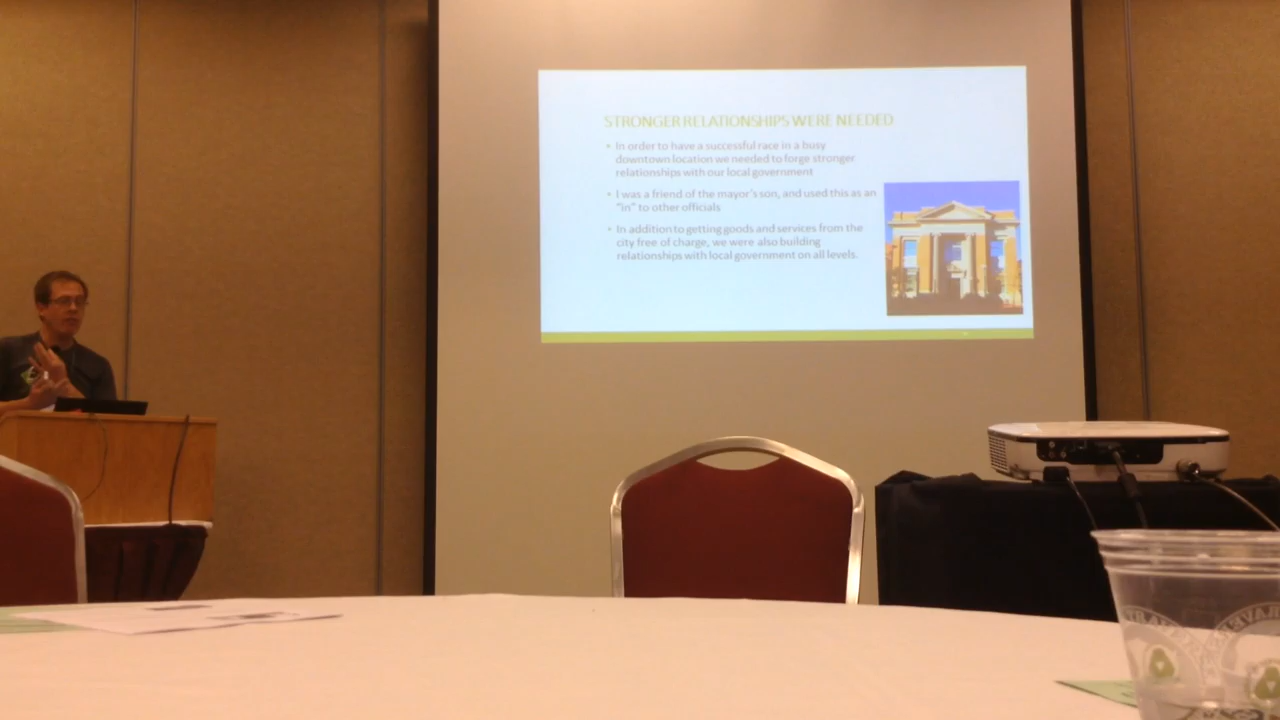 STRONGER RELATIONSHIPS WERE NEEDED
• In order to have a successful race in a busy
downtown location we needed to forge stronger
relationships with our local government
• I was a friend of the mayor's son, and used this as an
"in" to other officials
• In addition to getting goods and services from the
city free of charge, we were also building
relationships with local government on all levels.